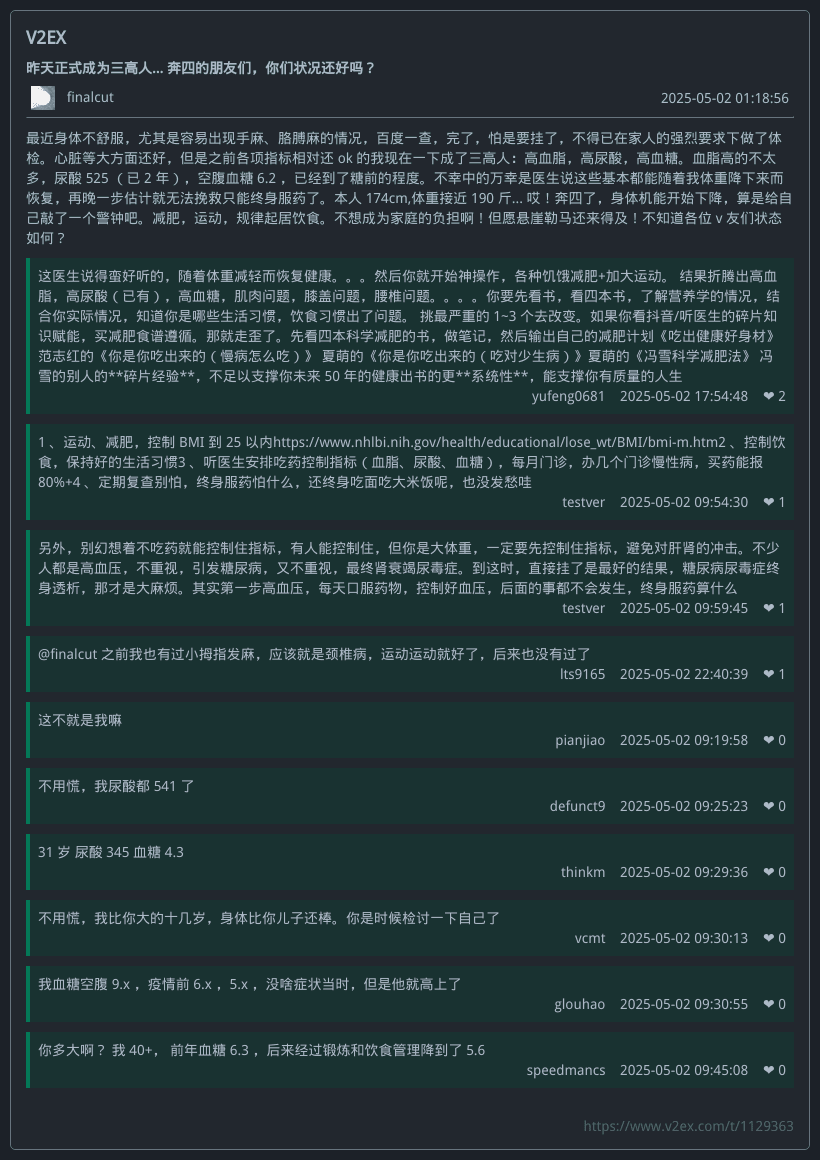 V2EX
昨天正式成为三高人... 奔四的朋友们，你们状况还好吗？
finalcut 2025-05-02 01:18:56
最近身体不舒服，尤其是容易出现手麻、胳膊麻的情况，百度一查，完了，怕是要挂了，不得已在家人的强烈要求下做了体
检。心脏等大方面还好，但是之前各项指标相对还 ok 的我现在一下成了三高人：高血脂，高尿酸，高血糖。血脂高的不太
多，尿酸 525 （已 2 年），空腹血糖 6.2 ，已经到了糖前的程度。不幸中的万幸是医生说这些基本都能随着我体重降下来而
恢复，再晚一步估计就无法挽救只能终身服药了。本人 174cm,体重接近 190 斤... 哎！奔四了，身体机能开始下降，算是给自
己敲了一个警钟吧。减肥，运动，规律起居饮食。不想成为家庭的负担啊！但愿悬崖勒马还来得及！不知道各位 v 友们状态
如何？
这医生说得蛮好听的，随着体重减轻而恢复健康。。。然后你就开始神操作，各种饥饿减肥+加大运动。 结果折腾出高血
脂，高尿酸（已有），高血糖，肌肉问题，膝盖问题，腰椎问题。。。。你要先看书，看四本书，了解营养学的情况，结
合你实际情况，知道你是哪些生活习惯，饮食习惯出了问题。 挑最严重的 1~3 个去改变。如果你看抖音/听医生的碎片知
识赋能，买减肥食谱遵循。那就走歪了。先看四本科学减肥的书，做笔记，然后输出自己的减肥计划《吃出健康好身材》
范志红的《你是你吃出来的（慢病怎么吃）》 夏萌的《你是你吃出来的（吃对少生病）》夏萌的《冯雪科学减肥法》 冯
雪的别人的**碎片经验**，不足以支撑你未来 50 年的健康出书的更**系统性**，能支撑你有质量的人生
yufeng0681 2025-05-02 17:54:48 ❤ 2
1 、运动、减肥，控制 BMI 到 25 以内https://www.nhlbi.nih.gov/health/educational/lose_wt/BMI/bmi-m.htm2 、控制饮
食，保持好的生活习惯3 、听医生安排吃药控制指标（血脂、尿酸、血糖），每月门诊，办几个门诊慢性病，买药能报
80%+4 、定期复查别怕，终身服药怕什么，还终身吃面吃大米饭呢，也没发愁哇
testver 2025-05-02 09:54:30 ❤ 1
另外，别幻想着不吃药就能控制住指标，有人能控制住，但你是大体重，一定要先控制住指标，避免对肝肾的冲击。不少
人都是高血压，不重视，引发糖尿病，又不重视，最终肾衰竭尿毒症。到这时，直接挂了是最好的结果，糖尿病尿毒症终
身透析，那才是大麻烦。其实第一步高血压，每天口服药物，控制好血压，后面的事都不会发生，终身服药算什么
testver 2025-05-02 09:59:45 ❤ 1
@finalcut 之前我也有过小拇指发麻，应该就是颈椎病，运动运动就好了，后来也没有过了
lts9165 2025-05-02 22:40:39 ❤ 1
这不就是我嘛
pianjiao 2025-05-02 09:19:58 ❤ 0
不用慌，我尿酸都 541 了
defunct9 2025-05-02 09:25:23 ❤ 0
31 岁 尿酸 345 血糖 4.3
thinkm 2025-05-02 09:29:36 ❤ 0
不用慌，我比你大的十几岁，身体比你儿子还棒。你是时候检讨一下自己了
vcmt 2025-05-02 09:30:13 ❤ 0
我血糖空腹 9.x ，疫情前 6.x ，5.x ，没啥症状当时，但是他就高上了
glouhao 2025-05-02 09:30:55 ❤ 0
你多大啊？ 我 40+， 前年血糖 6.3 ，后来经过锻炼和饮食管理降到了 5.6
speedmancs 2025-05-02 09:45:08 ❤ 0
https://www.v2ex.com/t/1129363